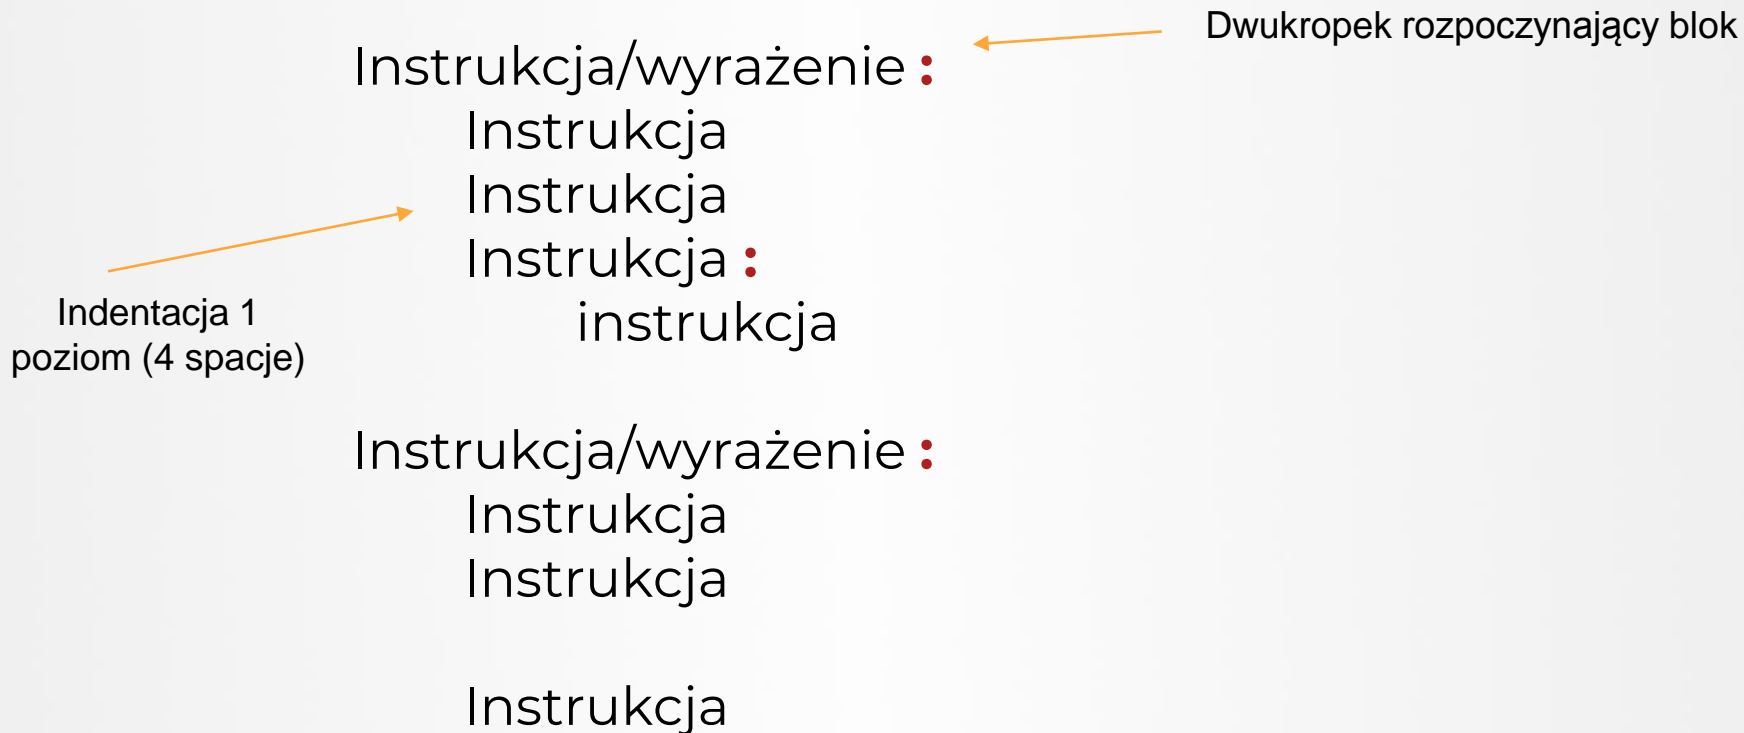 Dwukropek rozpoczynający blok
Instrukcja/wyrażenie :
Instrukcja
Instrukcja
Instrukcja :
instrukcja
Indentacja 1
poziom (4 spacje)
Instrukcja/wyrażenie :
Instrukcja
Instrukcja
Instrukcja